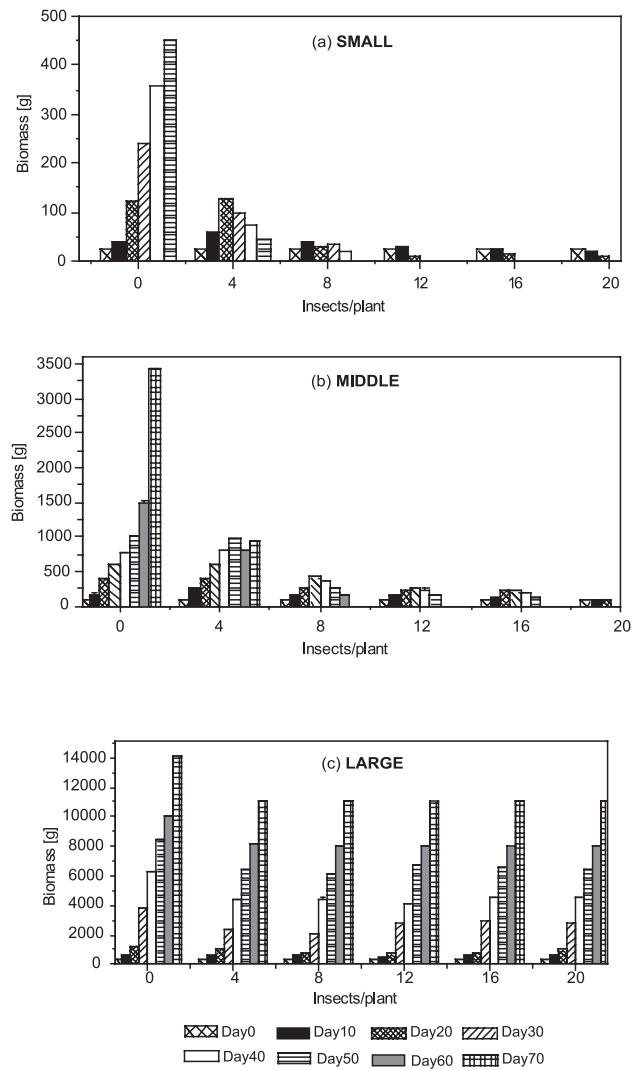 500
(a) SMALL
400
300
Biomass [g]
200
100
0
0 4 8 12 16 20
Insects/plant
3500
(b) MIDDLE
3000
2500
2000
Biomass [g]
1500
1000
500
0
0 4 8 12 16 20
Insects/plant
14000
(c) LARGE
12000
10000
8000
Biomass [g]
6000
4000
2000
0
0 4 8 12 16 20
Insects/plant
Day0 Day10 Day20 Day30
Day40 Day50 Day60 Day70